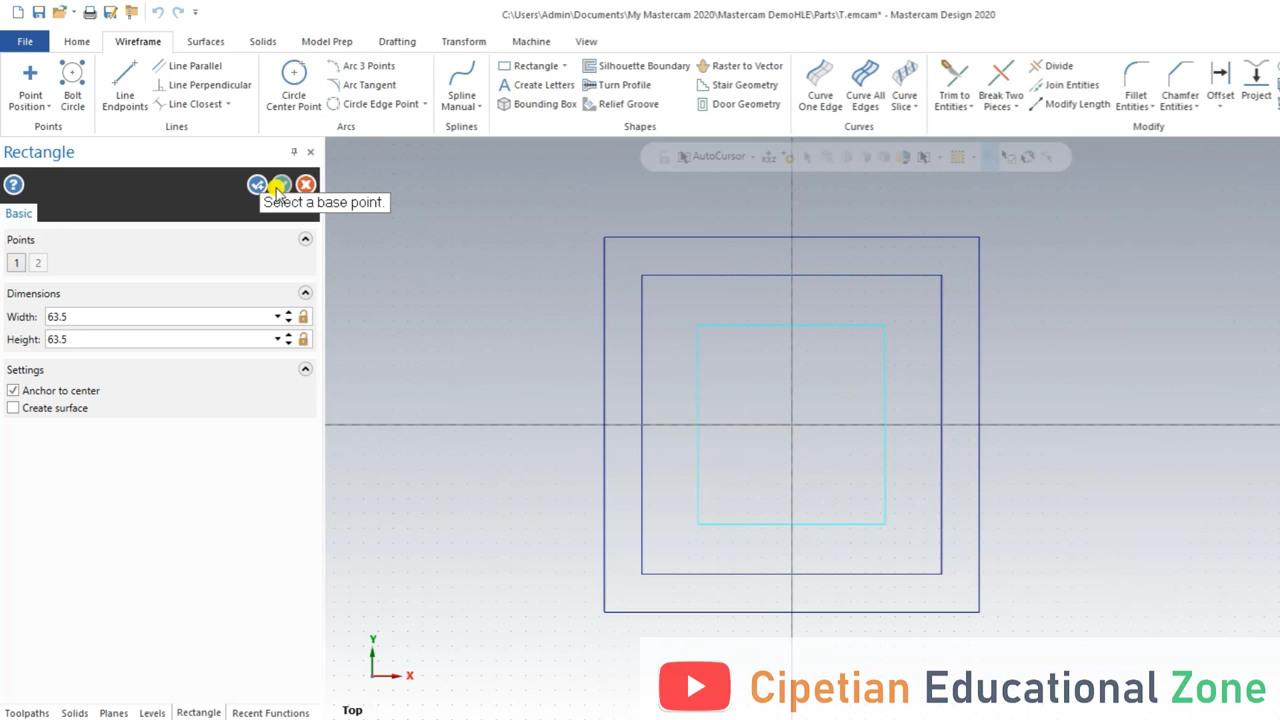 C:\Users\Admin\Documents\My Mastercam 2020\Mastercam DemoHLE\Parts\T.emcam* - Mastercam Design 2020
File Home Wireframe Surfaces Solids Model Prep Drafting Transform Machine View
Point Position
Bolt Circle
Points
Line Endpoints
Line Parallel
Line Perpendicular
Line Closest
Lines
Circle Center Point
Arc 3 Points
Arc Tangent
Circle Edge Point
Arcs
Spline Manual
Splines
Rectangle
Create Letters
Bounding Box
Silhouette Boundary
Turn Profile
Relief Groove
Raster to Vector
Stair Geometry
Door Geometry
Shapes
Curve One Edge
Curve All Edges
Curve Slice
Curves
Trim to Entities
Break Two Pieces
Divide
Join Entities
Modify Length
Fillet Entities
Chamfer Entities
Offset
Project
Modify
Rectangle
AutoCursor
Select a base point.
Basic
Points
1 2
Dimensions
Width: 63.5
Height: 63.5
Settings
Anchor to center
Create surface
Y
X
Top
Cipetian Educational Zone
Toolpaths Solids Planes Levels Rectangle Recent Functions